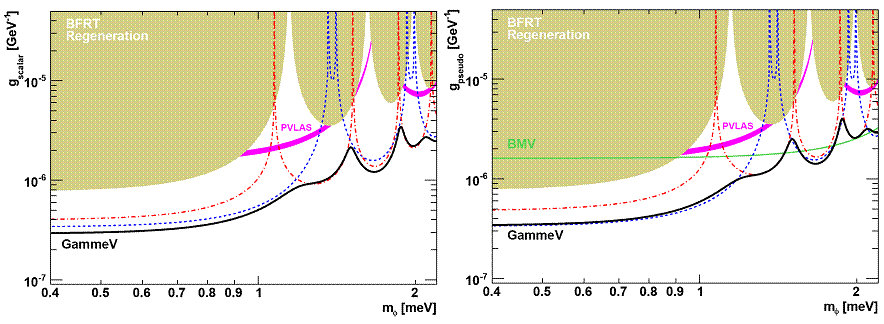 BFRT
Regeneration
PVLAS
GammeV
g_scalar [GeV⁻¹]
10⁻⁵
10⁻⁶
10⁻⁷
0.4 0.5 0.6 0.7 0.8 0.9 1 2
m_ϕ [meV]
BFRT
Regeneration
PVLAS
BMV
GammeV
g_pseudo [GeV⁻¹]
10⁻⁵
10⁻⁶
10⁻⁷
0.4 0.5 0.6 0.7 0.8 0.9 1 2
m_ϕ [meV]